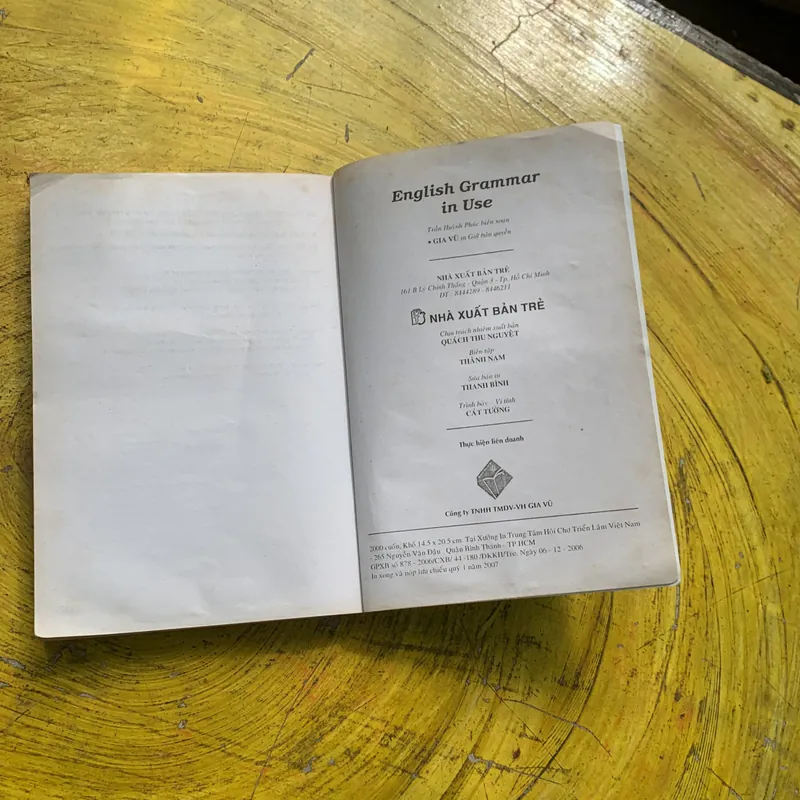 English Grammar
in Use
Trần Huỳnh Phúc biên soạn
• GIA VŨ Giữ bản quyền
NHÀ XUẤT BẢN TRẺ
161 B Lý Chính Thắng - Quận 3 - Tp. Hồ Chí Minh
ĐT - 8444289 - 8446211
NHÀ XUẤT BẢN TRẺ
Chịu trách nhiệm xuất bản
QUÁCH THU NGUYỆT
Biên tập
THÀNH NAM
Sửa bản in
THANH BÌNH
Trình bày - Vi tính
CÁT TƯỜNG
Thực hiện liên doanh
Công ty TNHH TMDV-VH GIA VŨ
2000 cuốn, Khổ 14.5 x 20.5 cm. Tại Xưởng In Trung Tâm Hội Chợ Triển Lãm Việt Nam
- 265 Nguyễn Văn Đậu Quận Bình Thạnh - TP HCM
GPXB số 878 - 2006/CXB/ 44 -180 /ĐKKH/Tre. Ngày 06 - 12 - 2006
In xong và nộp lưu chiểu quý 1 năm 2007